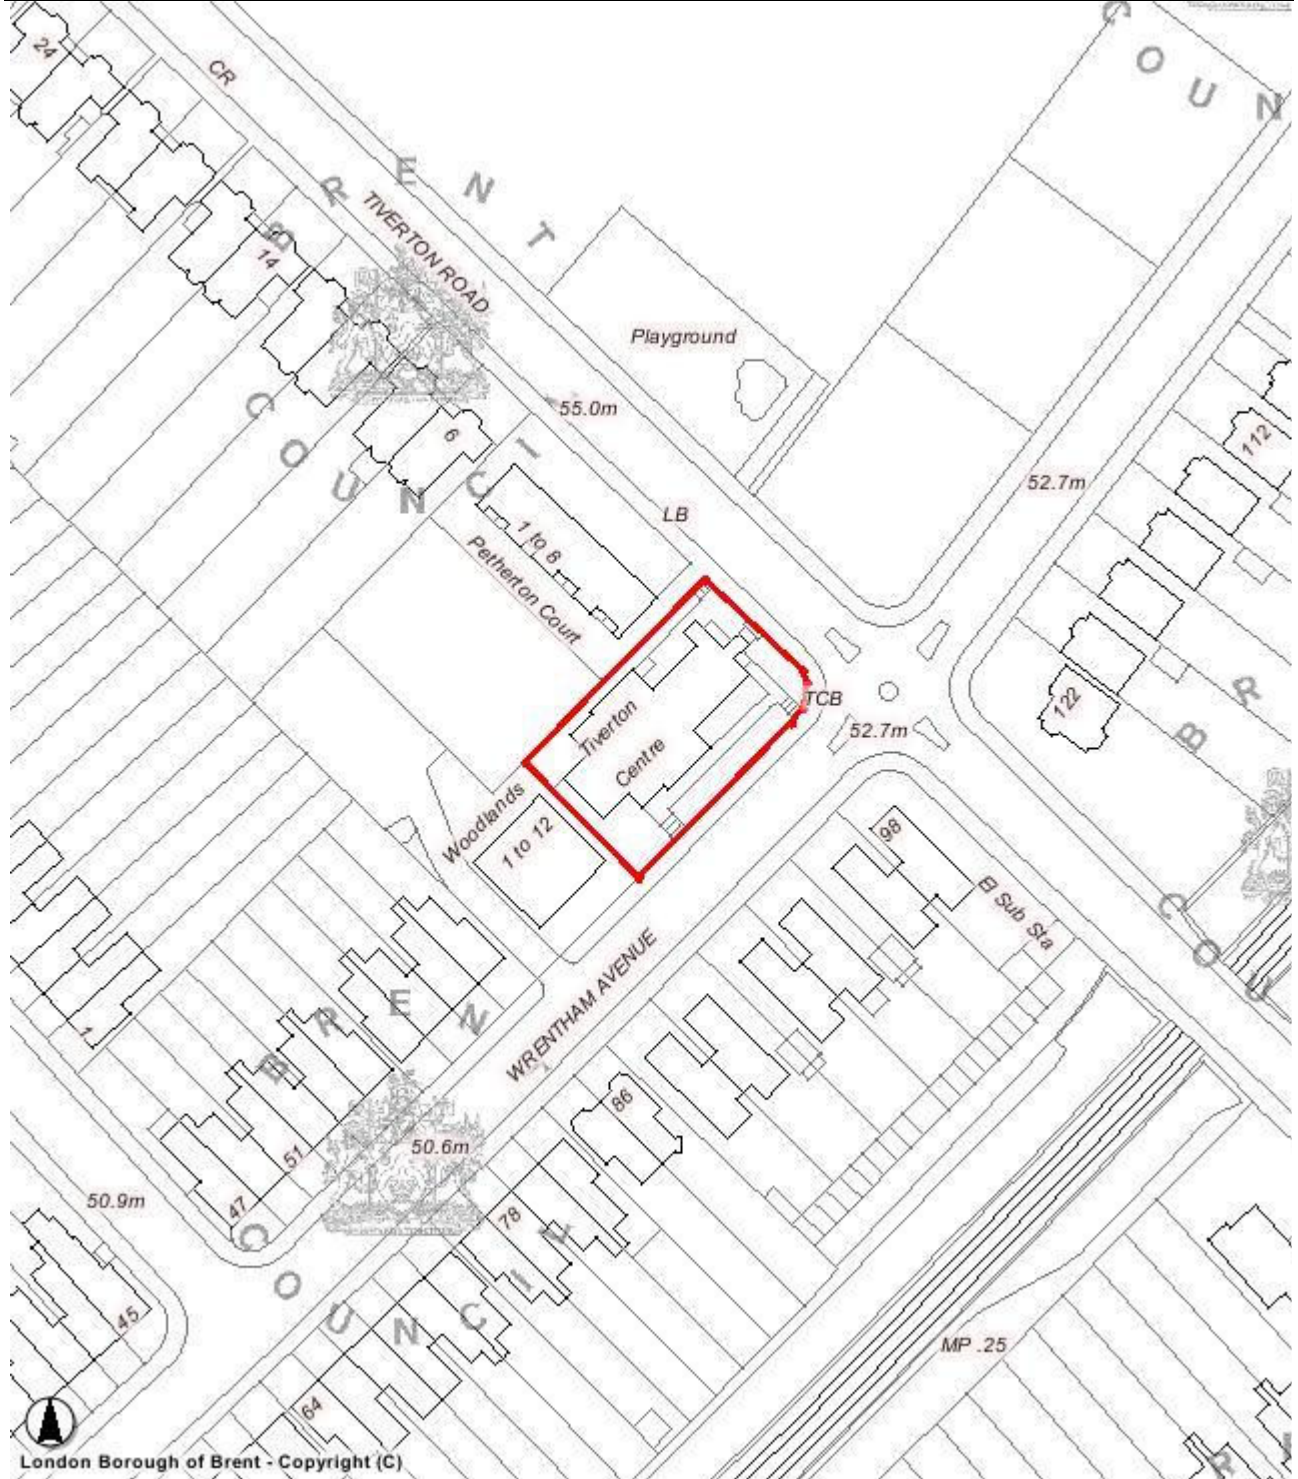 24
CR
C O U N
B R E N T
TIVERTON ROAD
14
Playground
55.0m
112
6
52.7m
C O U N C I L
LB
1 to 8
Petherton Court
TCB
122
52.7m
B R
Tiverton
Centre
Woodlands
1 to 12
98
El Sub Sta
C O U
WRENTHAM AVENUE
B R E N
1
86
51
50.6m
50.9m
47
78
C O U N C I L
45
MP .25
64
R
London Borough of Brent - Copyright (C)